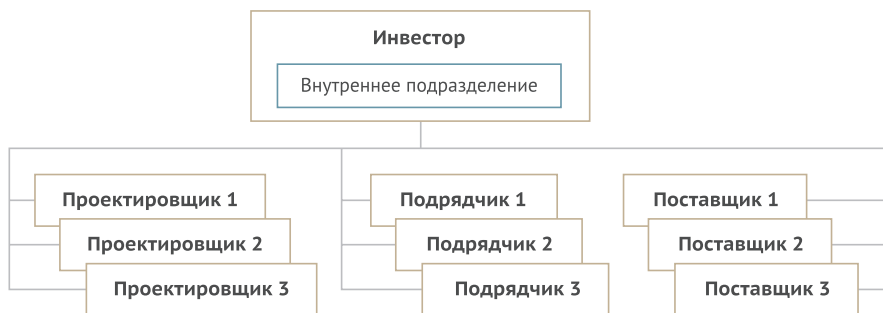 Инвестор
Внутреннее подразделение
Проектировщик 1
Проектировщик 2
Проектировщик 3
Подрядчик 1
Подрядчик 2
Подрядчик 3
Поставщик 1
Поставщик 2
Поставщик 3